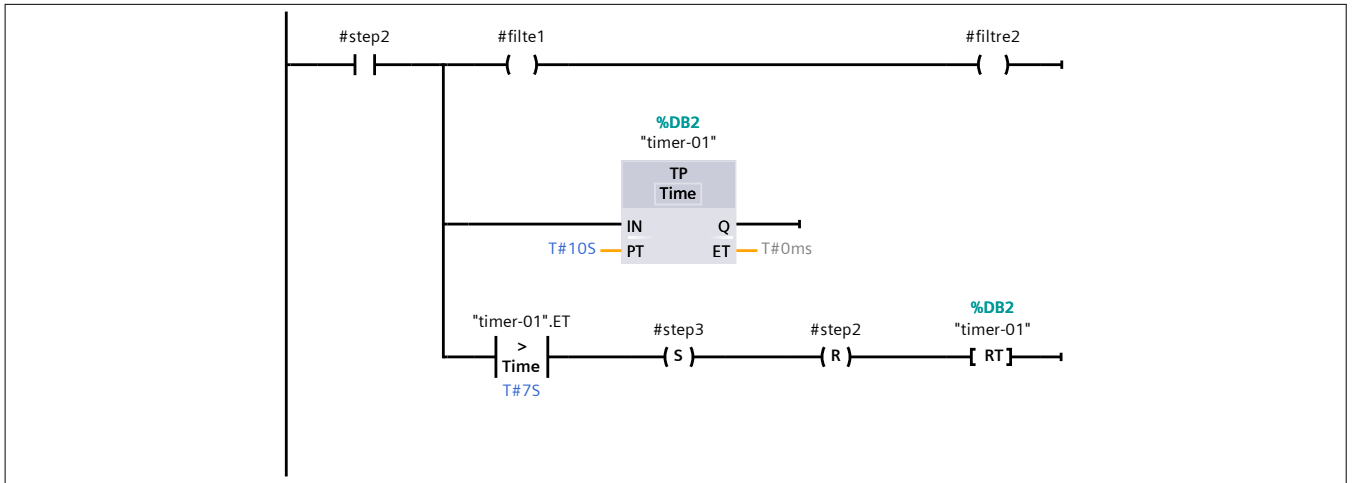 #step2
#filte1
#filtre2
%DB2
"timer-01"
TP
Time
IN
Q
T#10S
PT
ET
T#0ms
"timer-01".ET
>
Time
T#7S
#step3
S
#step2
R
%DB2
"timer-01"
RT